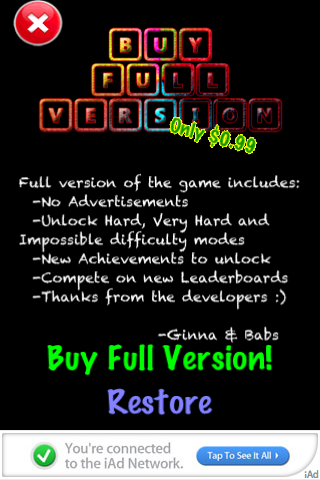 BUY
FULL
VERSION
Only $0.99
Full version of the game includes:
-No Advertisements
-Unlock Hard, Very Hard and
Impossible difficulty modes
-New Achievements to unlock
-Compete on new Leaderboards
-Thanks from the developers :)
-Ginna & Babs
Buy Full Version!
Restore
You're connected
to the iAd Network.
Tap To See it All
iAd